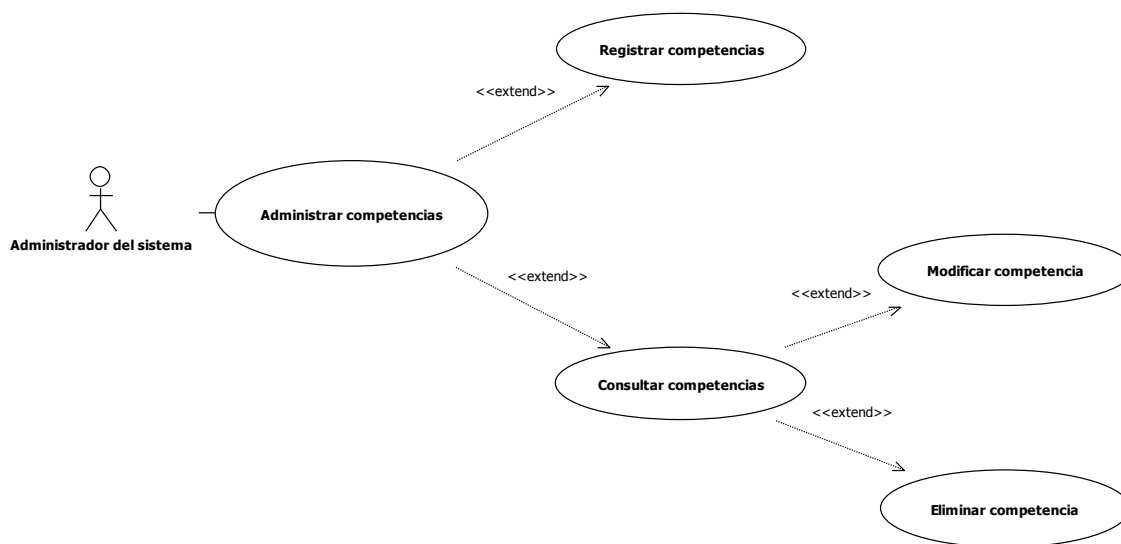 Registrar competencias
<<extend>>
Administrar competencias
Administrador del sistema
<<extend>>
Modificar competencia
<<extend>>
Consultar competencias
<<extend>>
Eliminar competencia